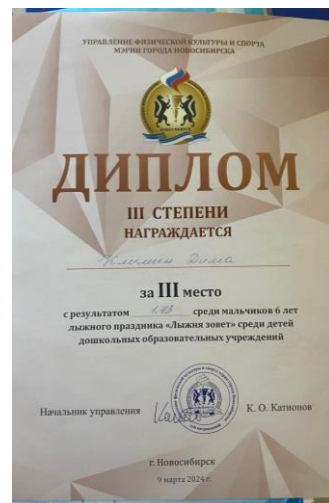 УПРАВЛЕНИЕ ФИЗИЧЕСКОЙ КУЛЬТУРЫ И СПОРТА
МЭРИИ ГОРОДА НОВОСИБИРСКА
ДИПЛОМ
III СТЕПЕНИ
НАГРАЖДАЕТСЯ
Дима
за III место
с результатом среди мальчиков 6 лет
лыжного праздника «Лыжня зовет» среди детей
дошкольных образовательных учреждений
Начальник управления К. О. Катионов
г. Новосибирск
9 марта 2024 г.